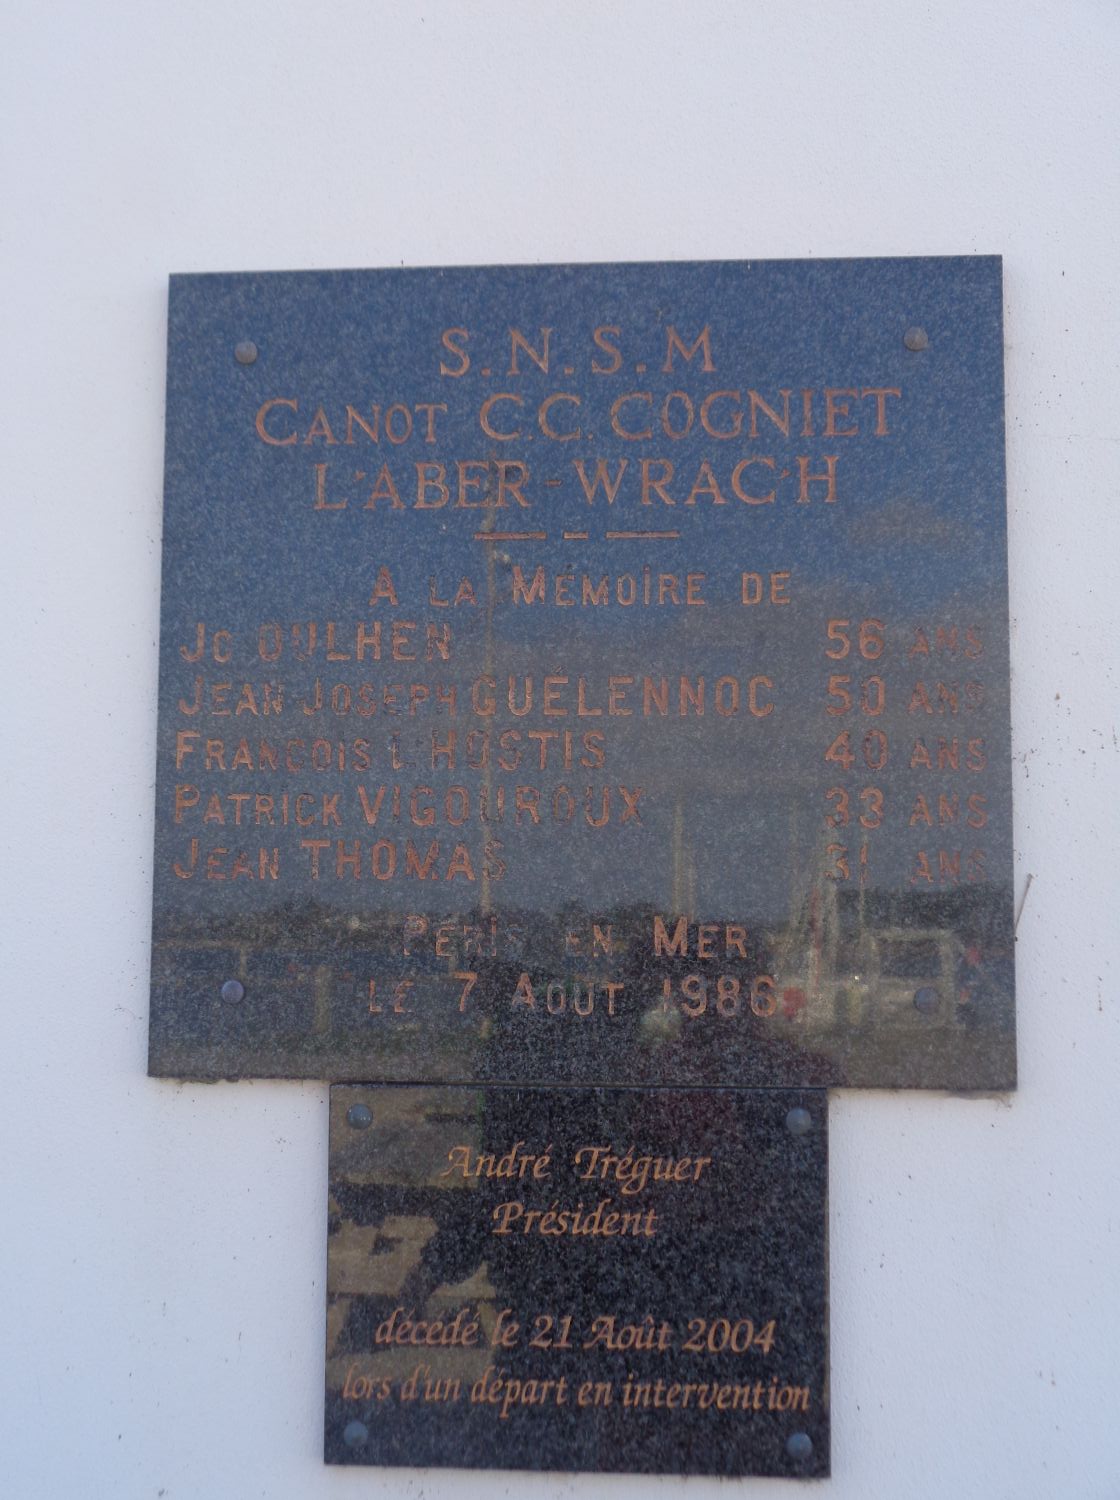 S.N.S.M
CANOT C.C. COGNIET
L'ABER-WRAC'H
A LA MÉMOIRE DE
JC OULHEN 56 ANS
JEAN JOSEPH GUÉLENNOC 50 ANS
FRANCOIS L'HOSTIS 40 ANS
PATRICK VIGOUROUX 33 ANS
JEAN THOMAS 31 ANS
PÉRIS EN MER
LE 7 AOUT 1986
André Tréguer
Président
décédé le 21 Août 2004
lors d'un départ en intervention